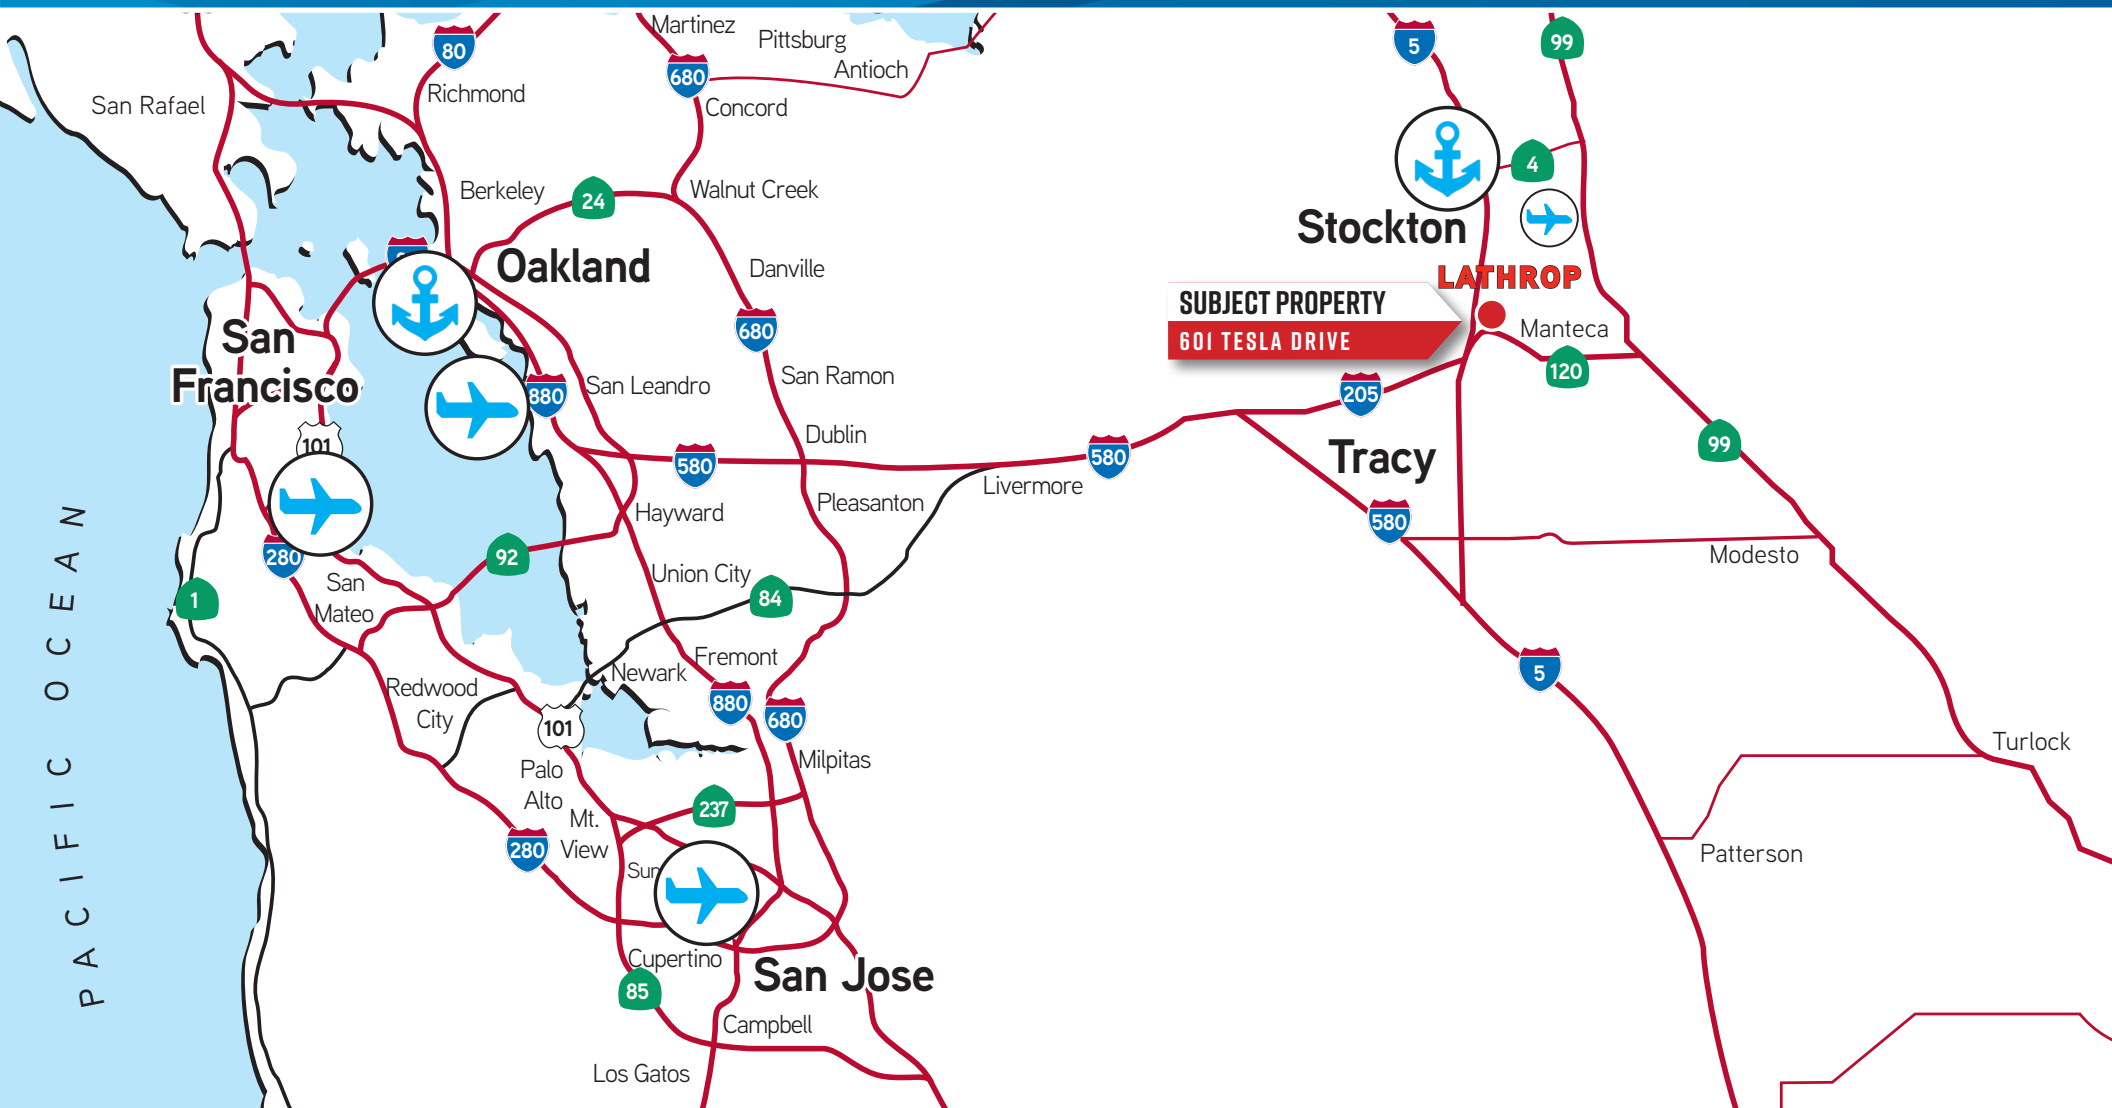 Martinez
Pittsburg
Antioch
80
680
5
99
San Rafael
Richmond
Concord
4
Berkeley
24
Walnut Creek
Stockton
Oakland
Danville
LATHROP
SUBJECT PROPERTY
601 TESLA DRIVE
Manteca
680
120
San
Francisco
San Leandro
880
San Ramon
205
101
Dublin
580
580
Tracy
99
Livermore
Pleasanton
Hayward
580
280
92
Modesto
San
Mateo
Union City
84
1
PACIFIC OCEAN
Newark
Fremont
5
Redwood
City
880
680
101
Turlock
Milpitas
Palo
Alto
237
Mt.
View
280
Patterson
Sun
Cupertino
San Jose
85
Campbell
Los Gatos